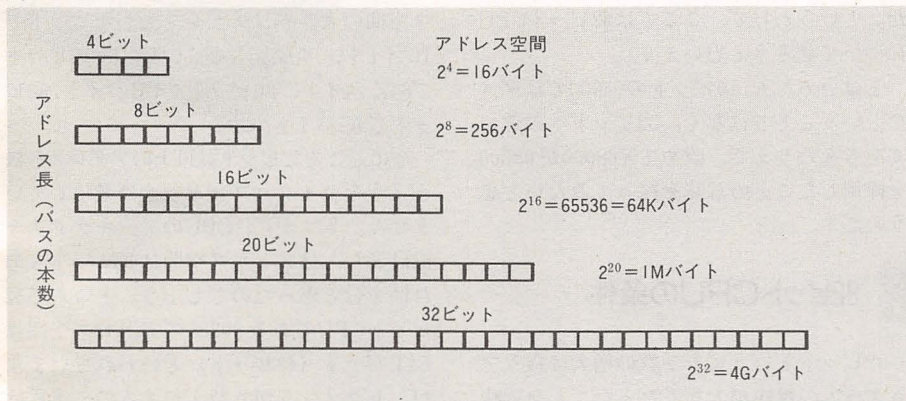 4ビット
アドレス空間
2⁴=16バイト
8ビット
2⁸=256バイト
16ビット
2¹⁶=65536=64Kバイト
20ビット
2²⁰=1Mバイト
32ビット
2³²=4Gバイト
アドレス長(バスの本数)